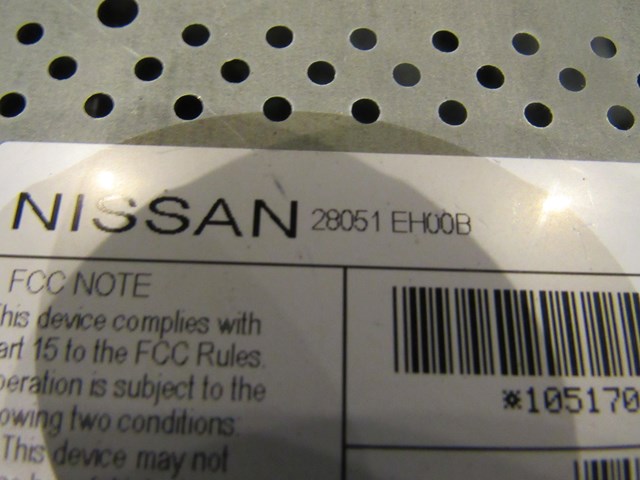 NISSAN 28051 EH00B
FCC NOTE
his device complies with
art 15 to the FCC Rules.
peration is subject to the
owing two conditions:
This device may not
*105170